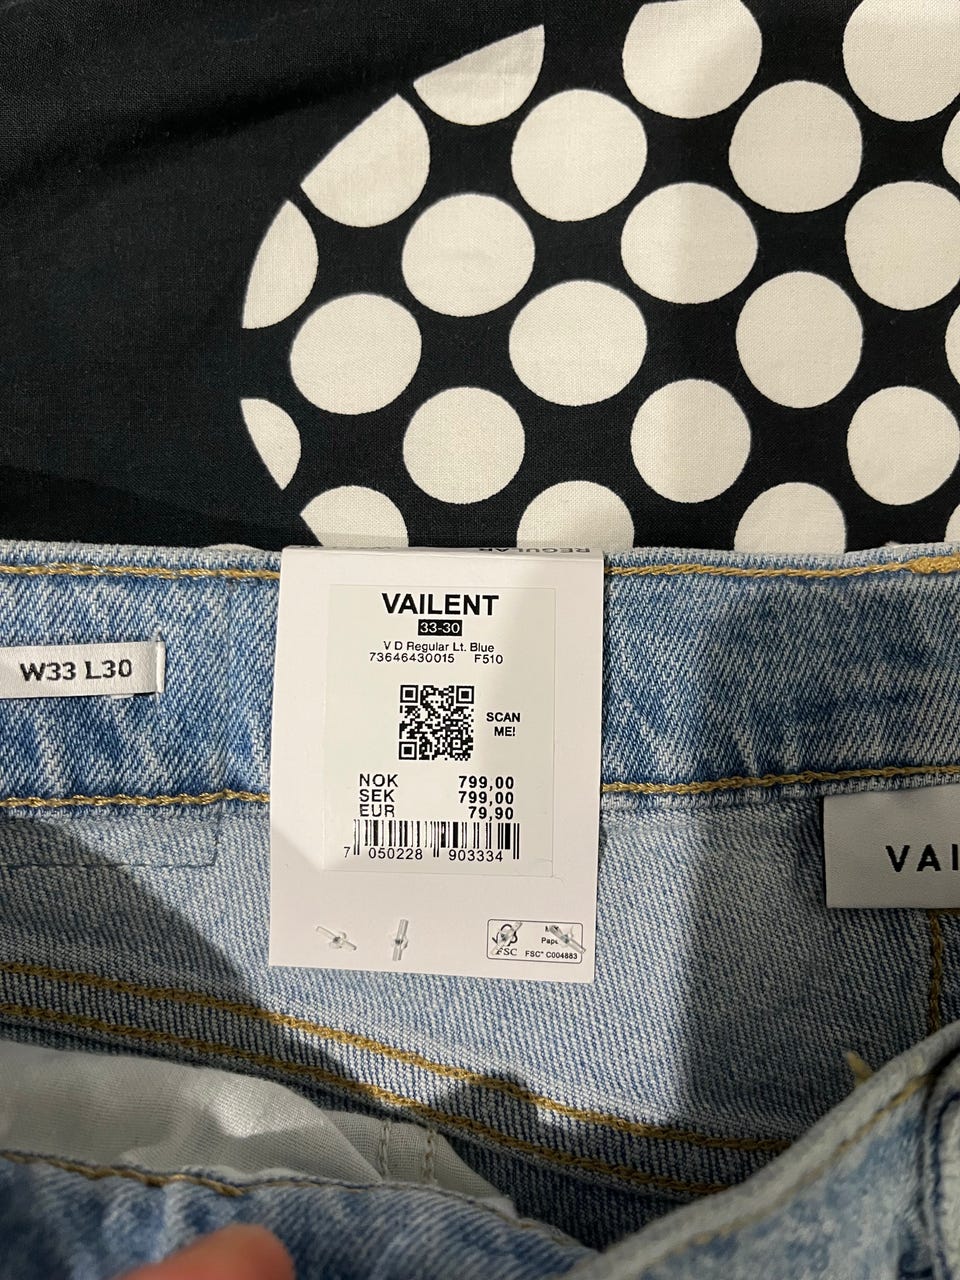 REGULAR
VAILENT
33-30
V D Regular Lt. Blue
73646430015 F510
SCAN
ME!
NOK 799,00
SEK 799,00
EUR 79,90
7 050228 903334
FSC
FSC® C004883
W33 L30
VAI